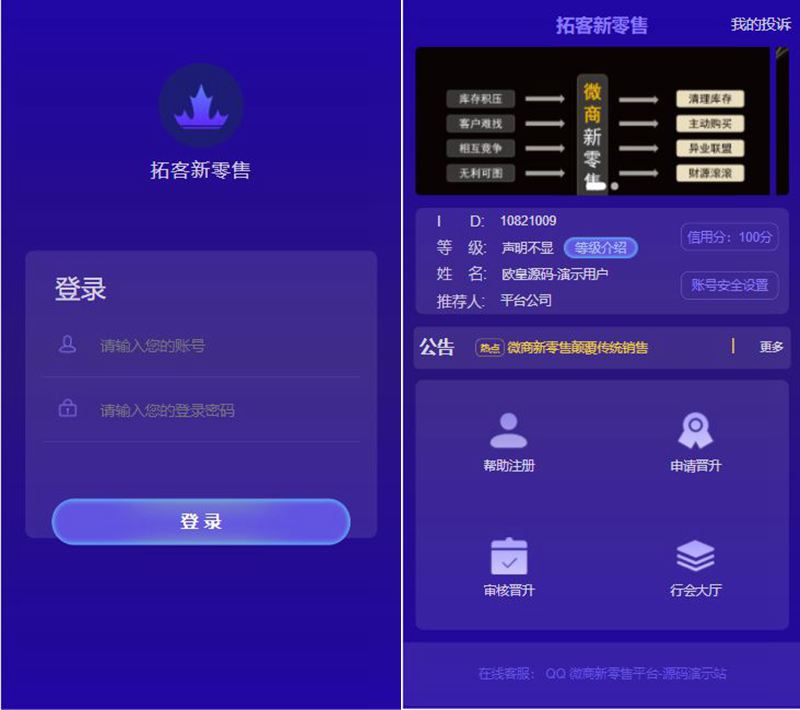 拓客新零售
登录
请输入您的账号
请输入您的登录密码
登 录
拓客新零售
我的投诉
库存积压
客户难找
相互竞争
无利可图
微商新零售
清理库存
主动购买
异业联盟
财源滚滚
I D: 10821009
等 级: 声明不显 等级介绍
姓 名: 欧皇源码-演示用户
推荐人: 平台公司
信用分：100分
账号安全设置
公告 热点 微商新零售颠覆传统销售 更多
帮助注册
申请晋升
审核晋升
行会大厅
在线客服： QQ 微商新零售平台-源码演示站